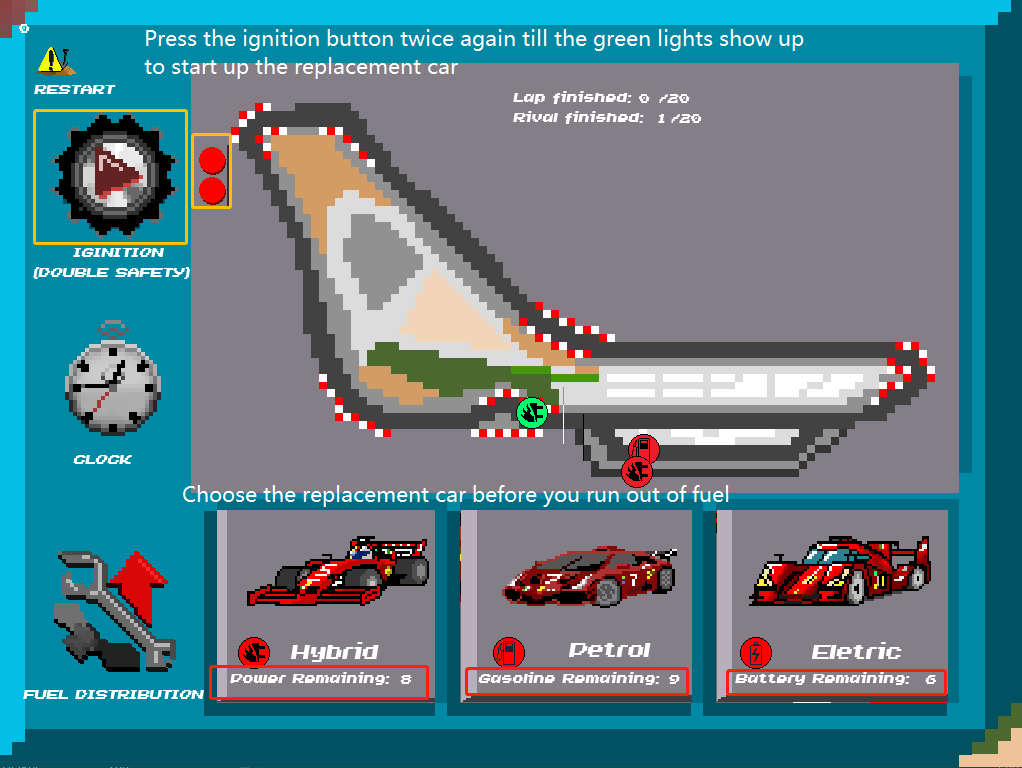 Press the ignition button twice again till the green lights show up
to start up the replacement car
RESTART
Lap finished: 0 /20
Rival finished: 1 /20
IGINITION
(DOUBLE SAFETY)
CLOCK
Choose the replacement car before you run out of fuel
Hybrid
Petrol
Eletric
Power Remaining: 8
Gasoline Remaining: 9
Battery Remaining: 6
FUEL DISTRIBUTION